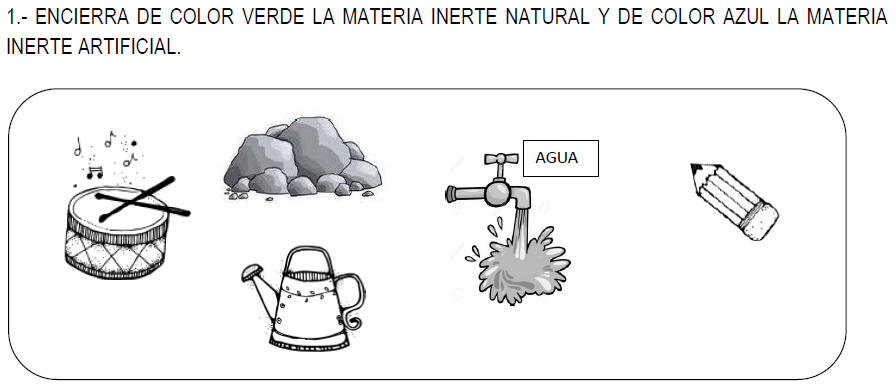 1.- ENCIERRA DE COLOR VERDE LA MATERIA INERTE NATURAL Y DE COLOR AZUL LA MATERIA
INERTE ARTIFICIAL.
AGUA